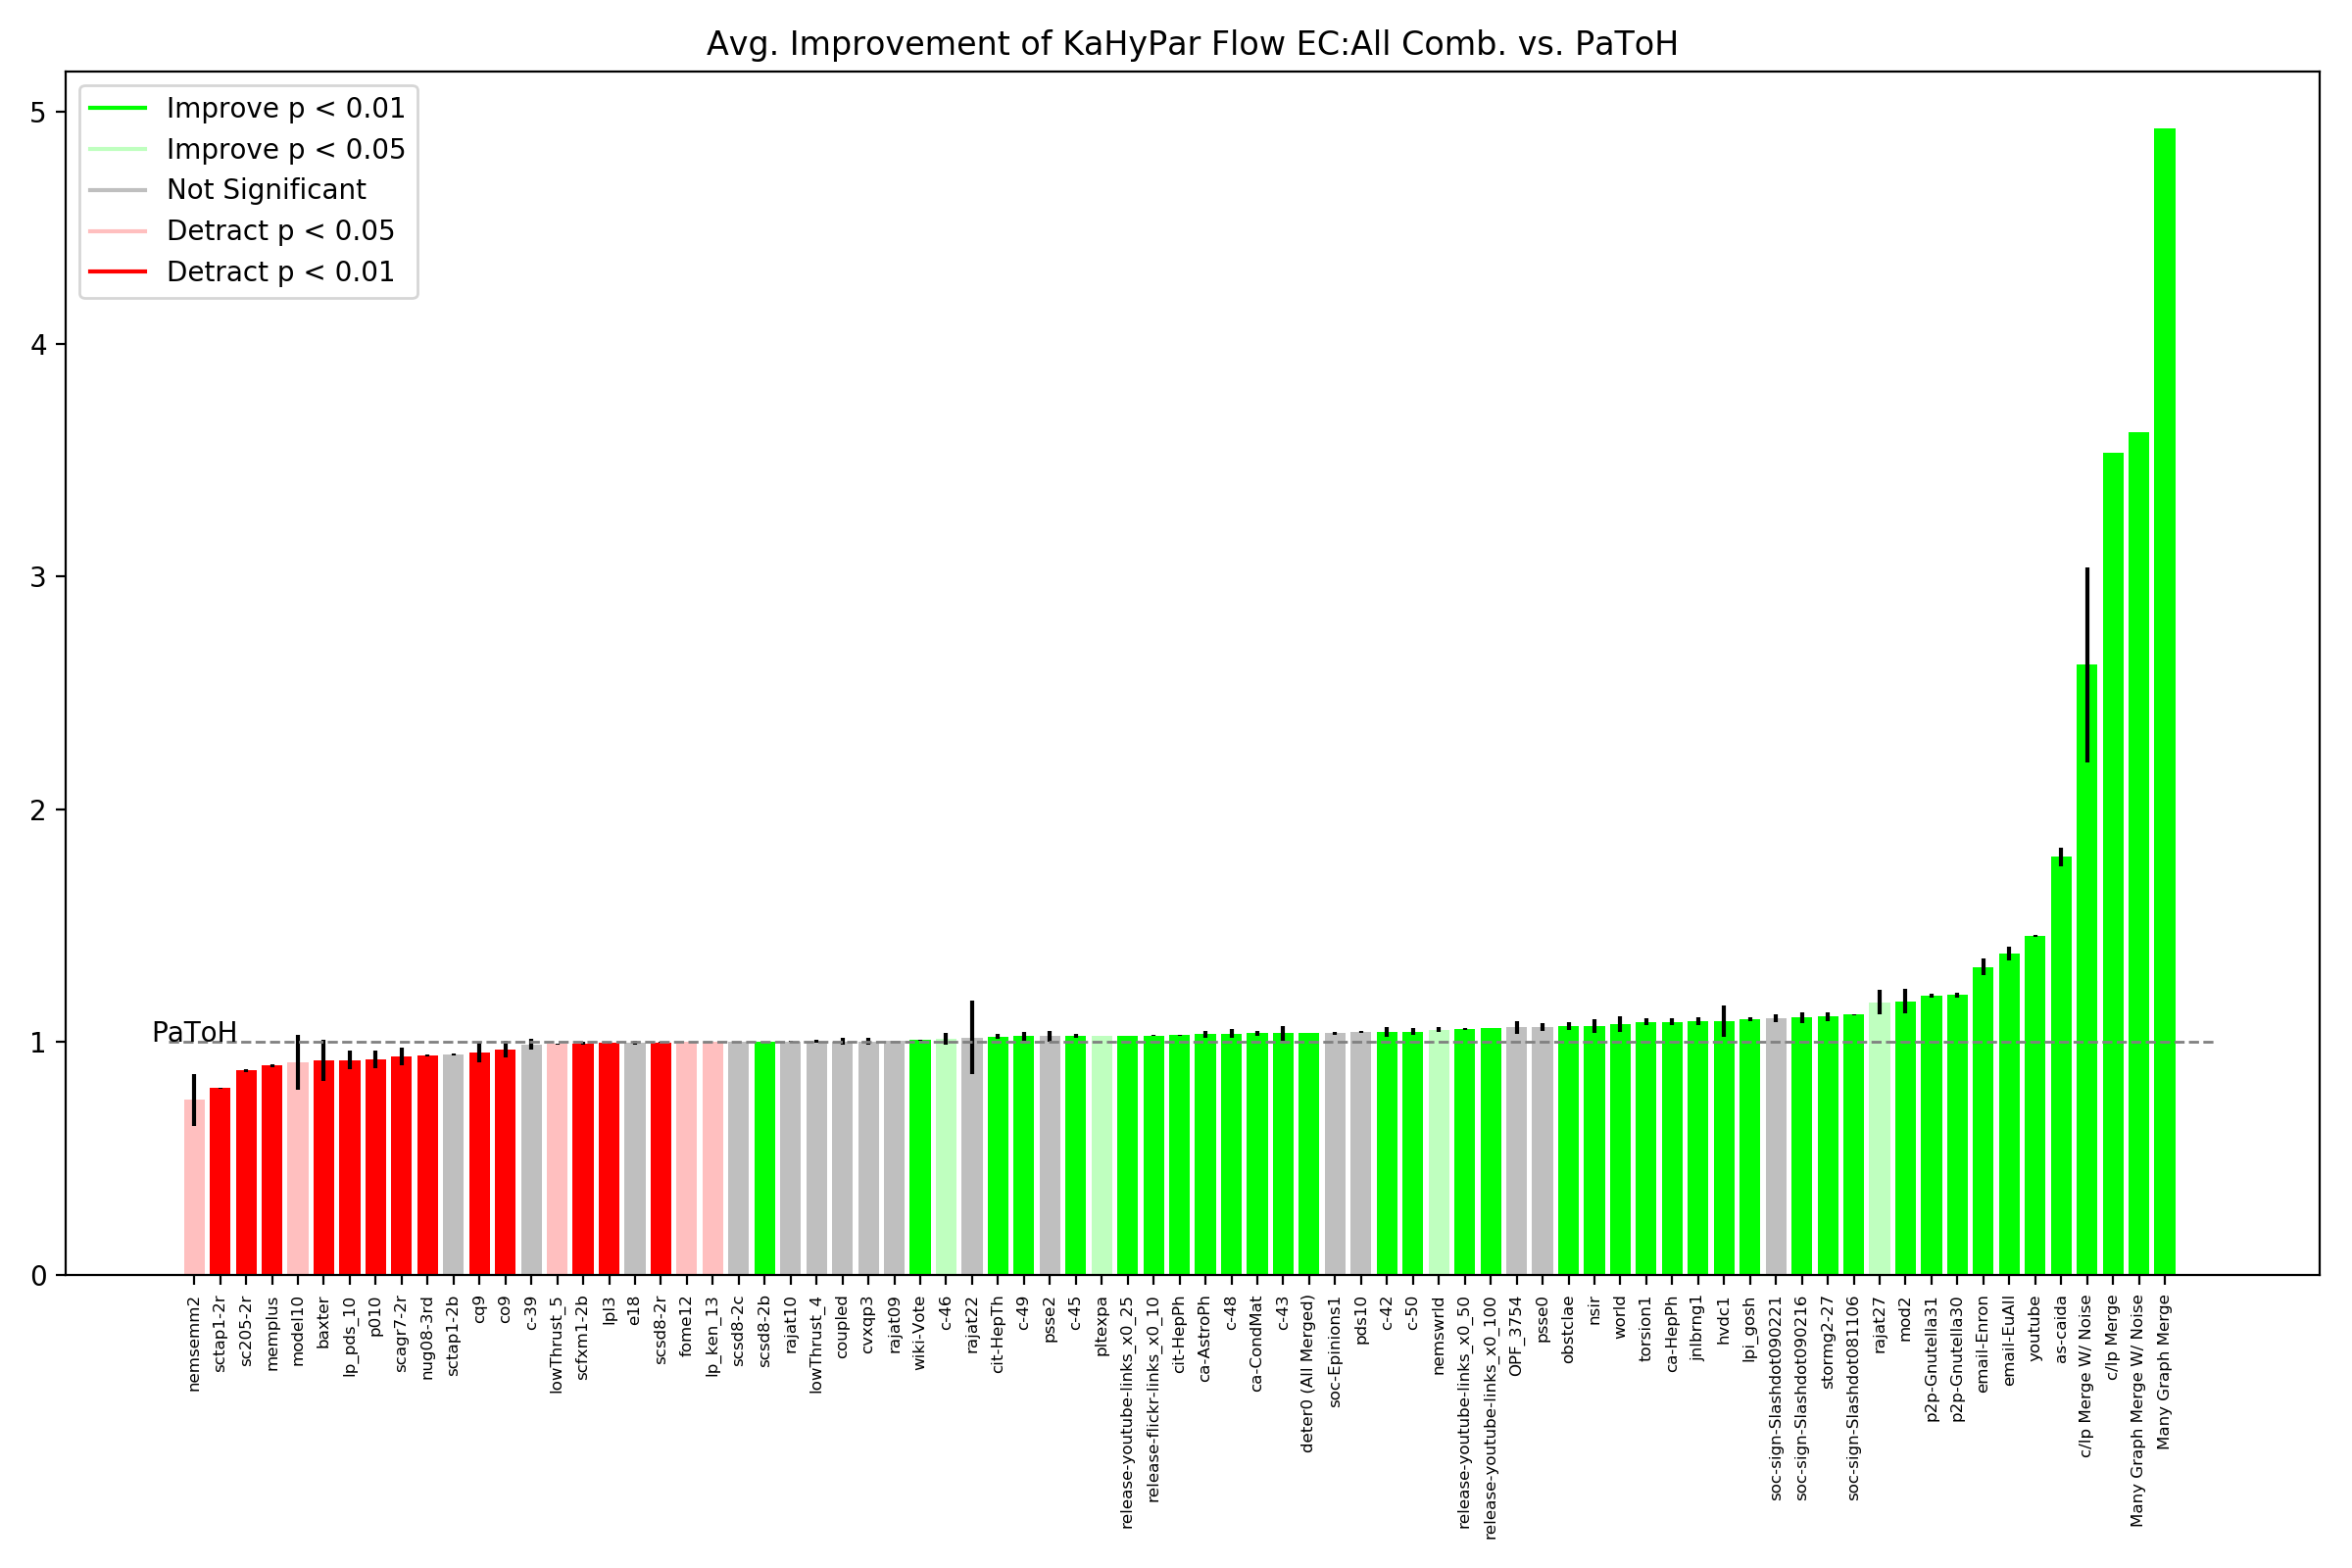 Avg. Improvement of KaHyPar Flow EC:All Comb. vs. PaToH
Improve p < 0.01
Improve p < 0.05
Not Significant
Detract p < 0.05
Detract p < 0.01
5
4
3
2
1
0
PaToH
nemsemm2
sctap1-2r
sc205-2r
memplus
model10
baxter
lp_pds_10
p010
scagr7-2r
nug08-3rd
sctap1-2b
cq9
co9
c-39
lowThrust_5
scfxm1-2b
lpl3
e18
scsd8-2r
fome12
lp_ken_13
scsd8-2c
scsd8-2b
rajat10
lowThrust_4
coupled
cvxqp3
rajat09
wiki-Vote
c-46
rajat22
cit-HepTh
c-49
psse2
c-45
pltexpa
release-youtube-links_x0_25
release-flickr-links_x0_10
cit-HepPh
ca-AstroPh
c-48
ca-CondMat
c-43
deter0 (All Merged)
soc-Epinions1
pds10
c-42
c-50
nemswrld
release-youtube-links_x0_50
release-youtube-links_x0_100
OPF_3754
psse0
obstclae
nsir
world
torsion1
ca-HepPh
jnlbrng1
hvdc1
lpi_gosh
soc-sign-Slashdot090221
soc-sign-Slashdot090216
stormg2-27
soc-sign-Slashdot081106
rajat27
mod2
p2p-Gnutella31
p2p-Gnutella30
email-Enron
email-EuAll
youtube
as-caida
c/lp Merge W/ Noise
c/lp Merge
Many Graph Merge W/ Noise
Many Graph Merge